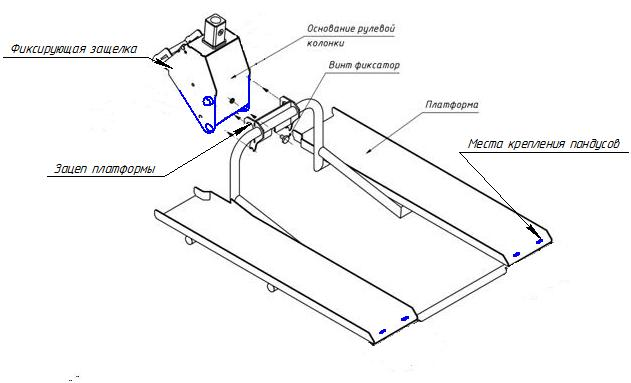 Фиксирующая защелка
Основание рулевой
колонки
Винт фиксатор
Платформа
Места крепления пандусов
Зацеп платформы